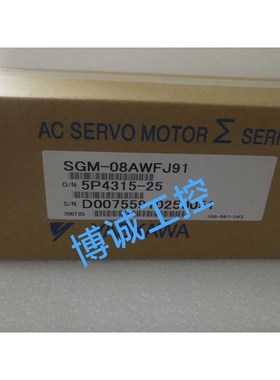 AC SERVO MOTOR Σ SERI
SGM-08AWFJ91
O/N. 5P4315-25
S/N.
博诚工控